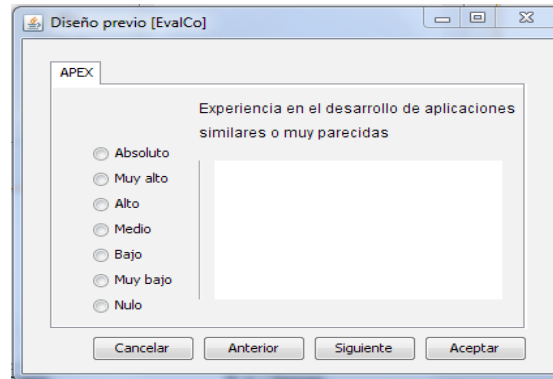 Diseño previo [EvalCo]
APEX
Experiencia en el desarrollo de aplicaciones
similares o muy parecidas
Absoluto
Muy alto
Alto
Medio
Bajo
Muy bajo
Nulo
Cancelar Anterior Siguiente Aceptar